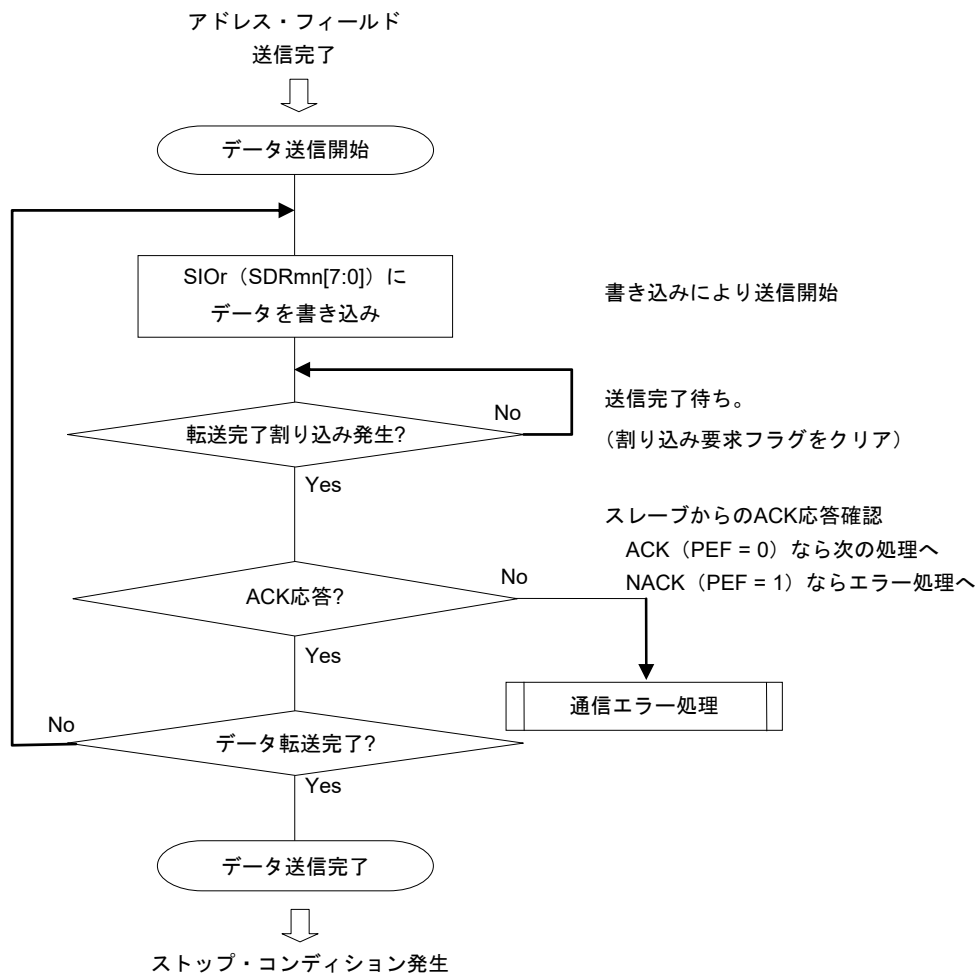 アドレス・フィールド
送信完了
データ送信開始
SIOr（SDRmn[7:0]）に
データを書き込み
書き込みにより送信開始
転送完了割り込み発生?
No
送信完了待ち。
（割り込み要求フラグをクリア）
Yes
ACK応答?
No
スレーブからのACK応答確認
ACK（PEF = 0）なら次の処理へ
NACK（PEF = 1）ならエラー処理へ
Yes
通信エラー処理
No
データ転送完了?
Yes
データ送信完了
ストップ・コンディション発生